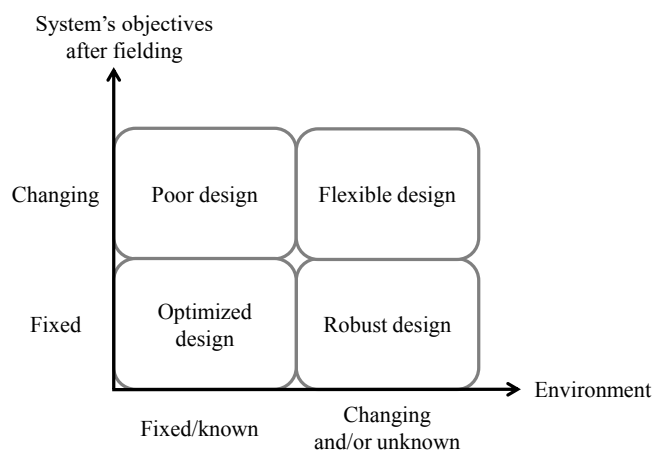 System's objectives
after fielding
Changing
Poor design
Flexible design
Fixed
Optimized
design
Robust design
Environment
Fixed/known
Changing
and/or unknown